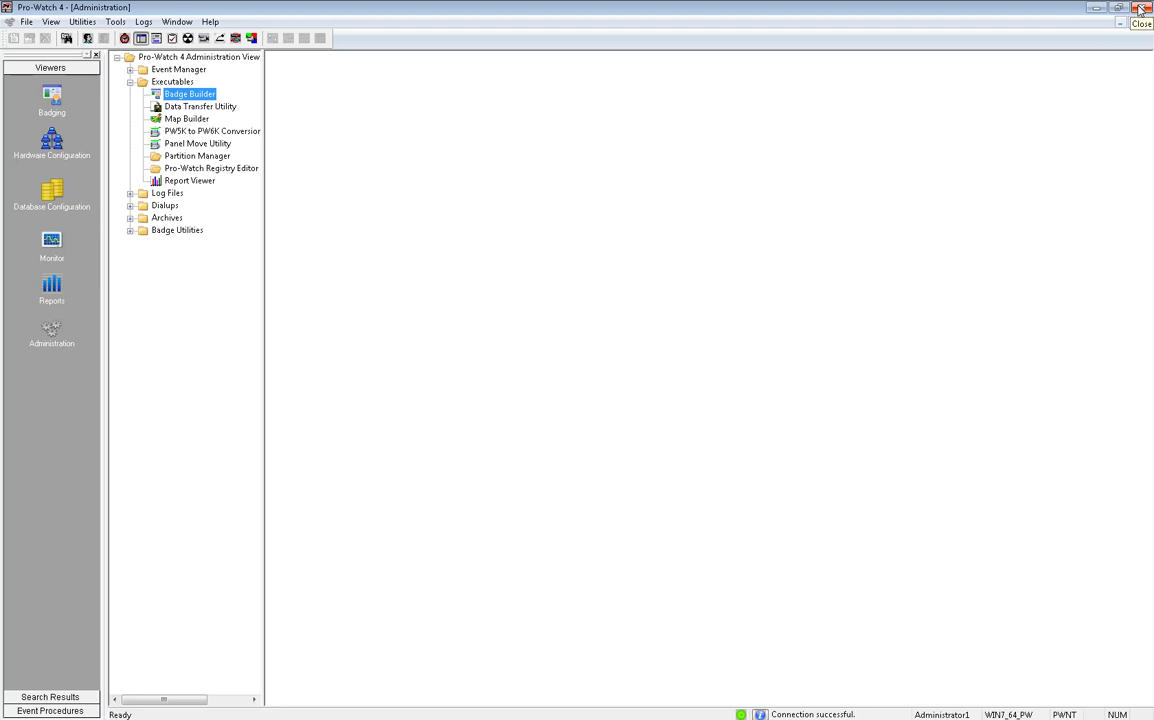 Pro-Watch 4 - [Administration]
Close
File View Utilities Tools Logs Window Help
Viewers
Badging
Hardware Configuration
Database Configuration
Monitor
Reports
Administration
Search Results
Event Procedures
Pro-Watch 4 Administration View
Event Manager
Executables
Badge Builder
Data Transfer Utility
Map Builder
PW5K to PW6K Conversior
Panel Move Utility
Partition Manager
Pro-Watch Registry Editor
Report Viewer
Log Files
Dialups
Archives
Badge Utilities
Ready
Connection successful.
Administrator1
WIN7_64_PW
PWNT
NUM